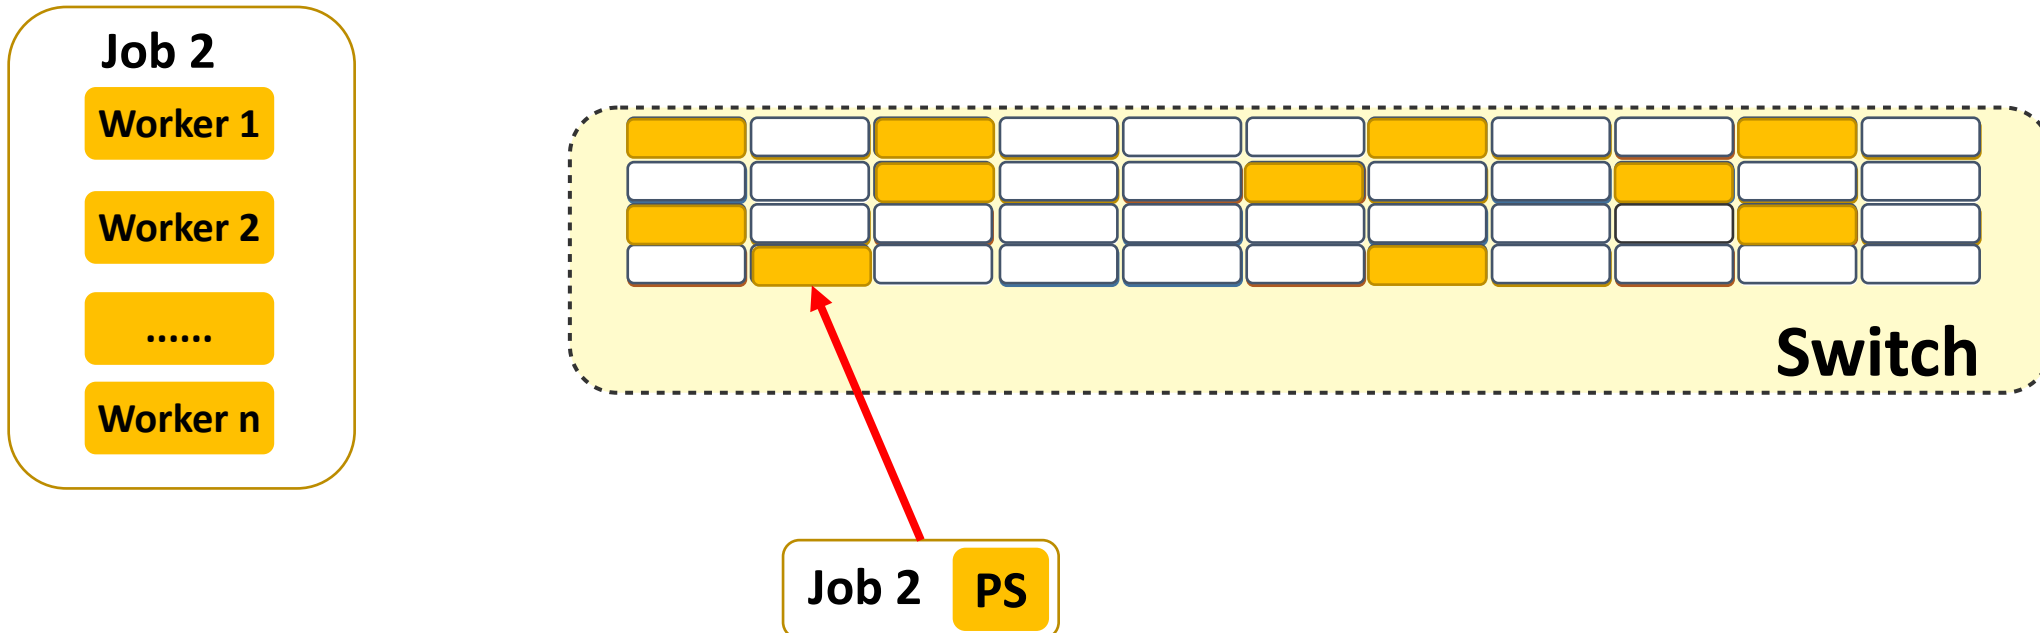 Job 2
Worker 1
Worker 2
......
Worker n
Switch
Job 2
PS